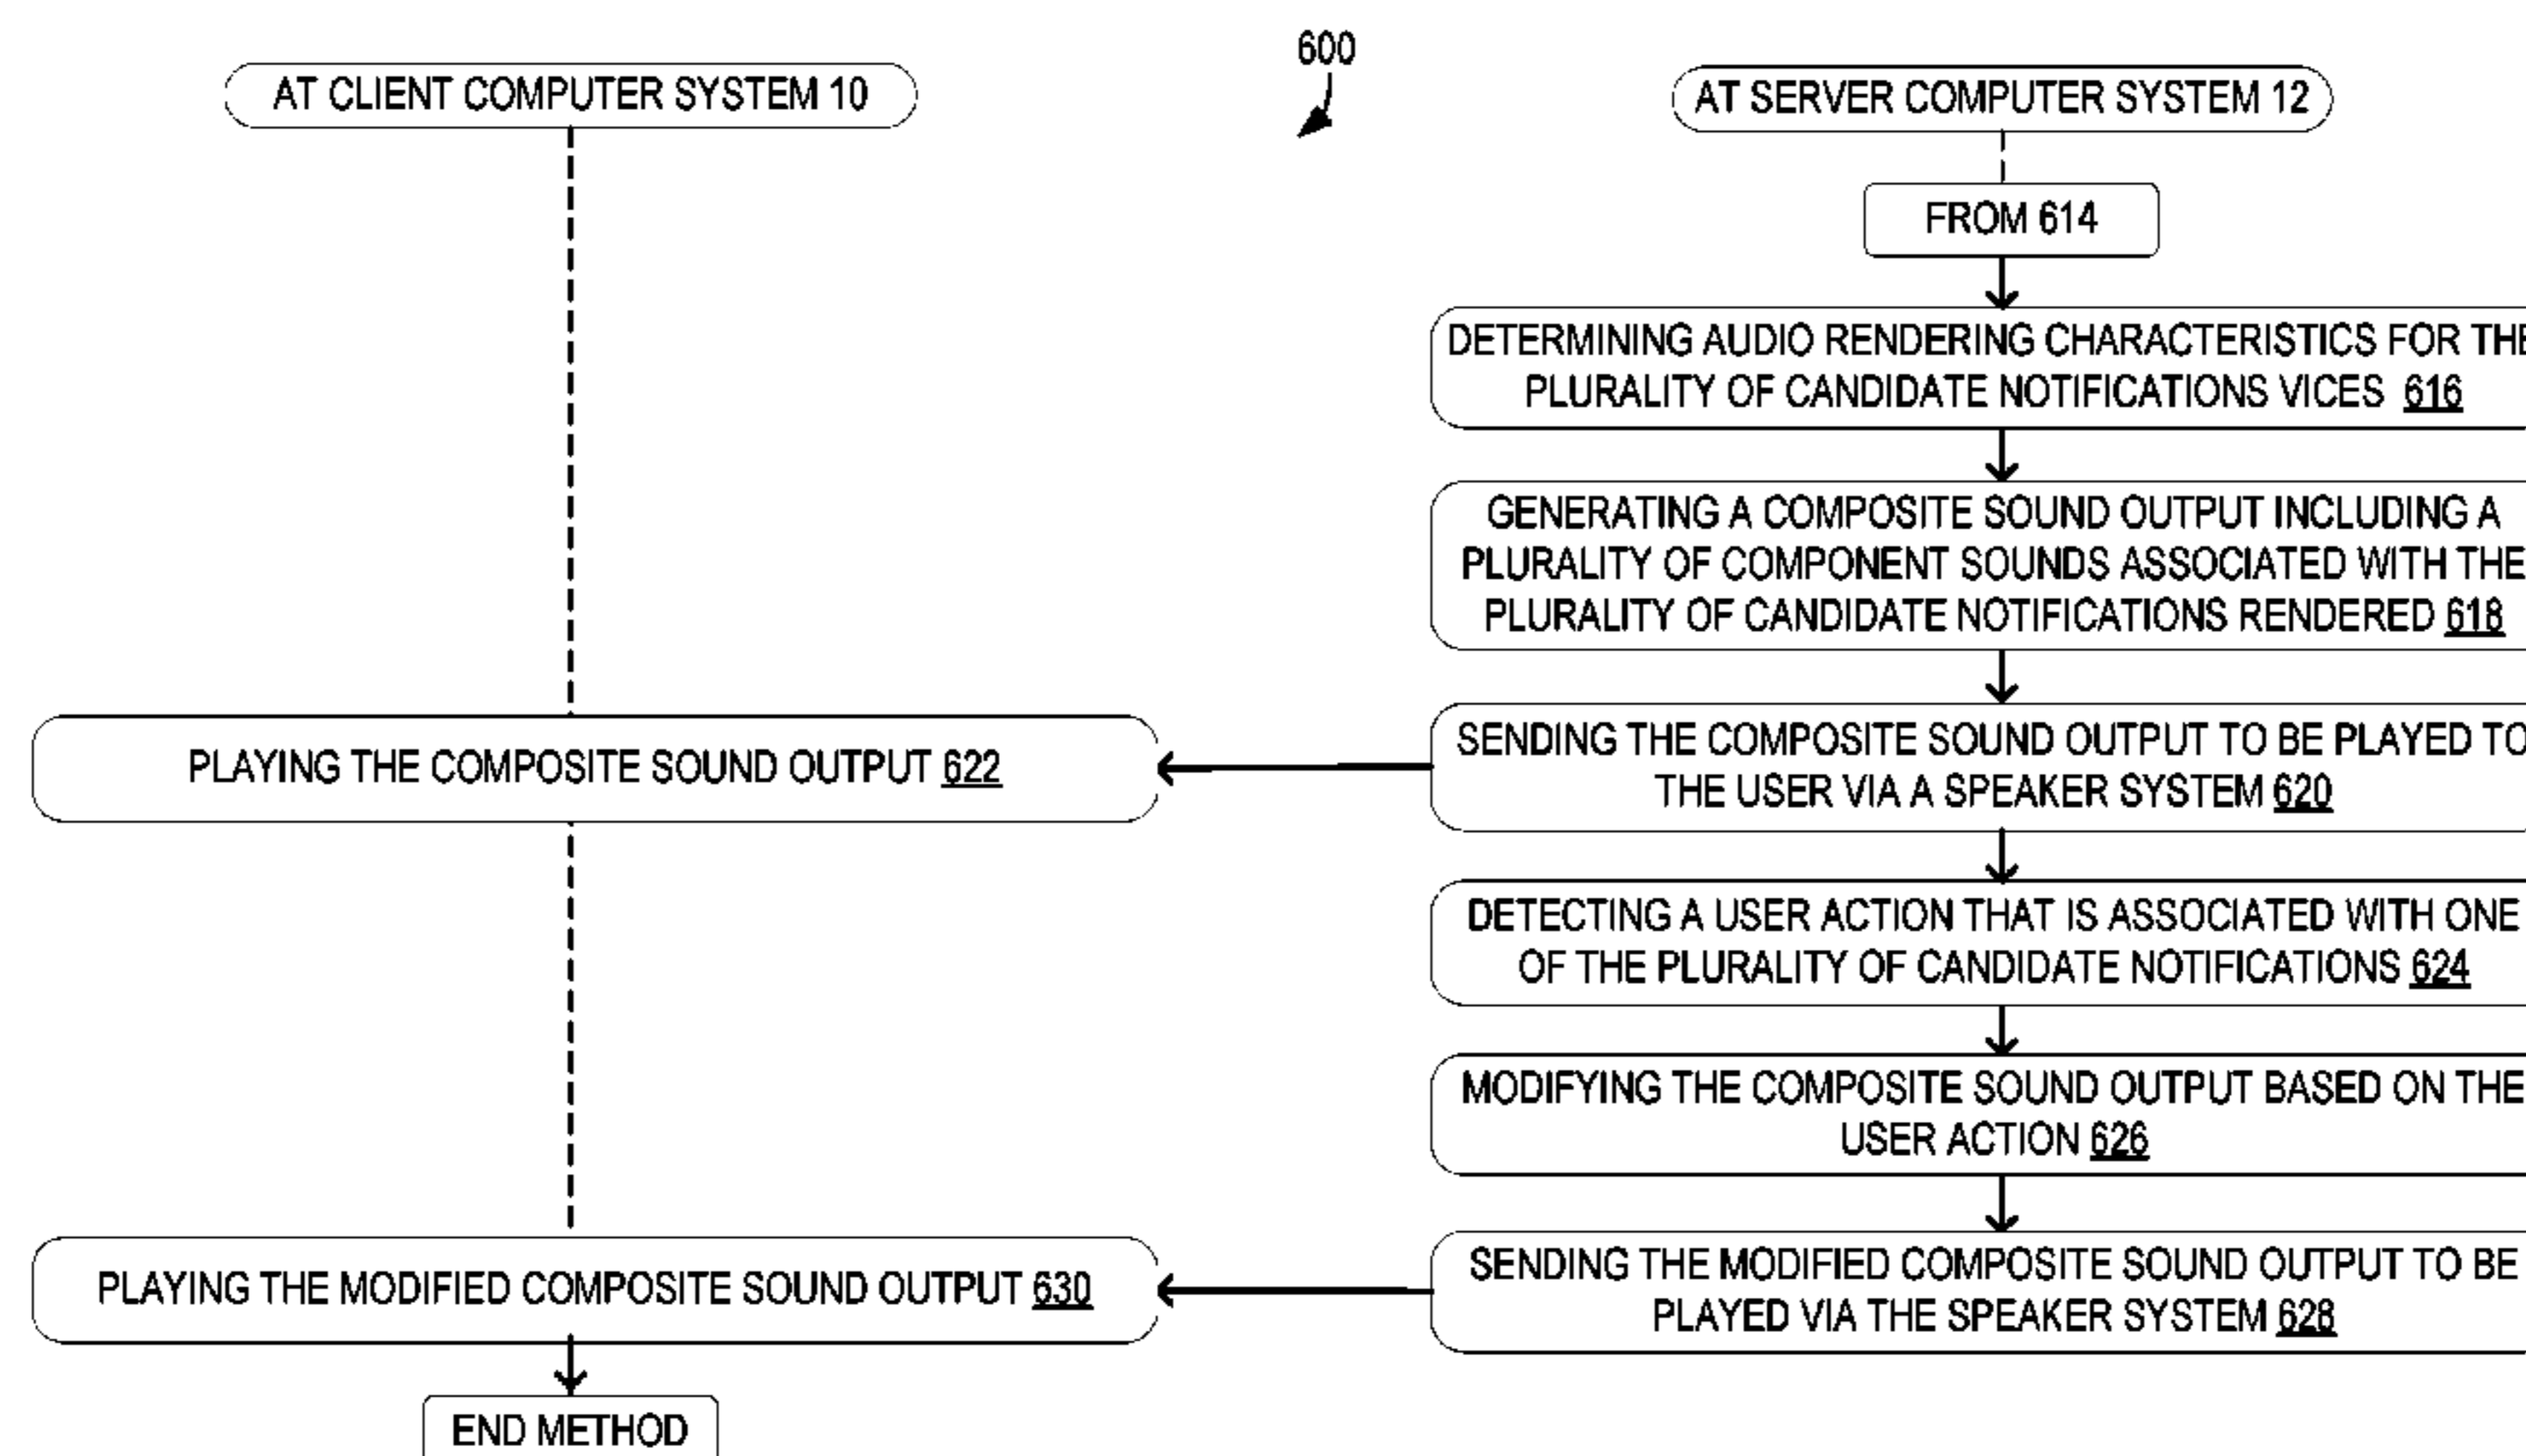 600
AT CLIENT COMPUTER SYSTEM 10
AT SERVER COMPUTER SYSTEM 12
FROM 614
DETERMINING AUDIO RENDERING CHARACTERISTICS FOR THE
PLURALITY OF CANDIDATE NOTIFICATIONS VICES 616
GENERATING A COMPOSITE SOUND OUTPUT INCLUDING A
PLURALITY OF COMPONENT SOUNDS ASSOCIATED WITH THE
PLURALITY OF CANDIDATE NOTIFICATIONS RENDERED 618
SENDING THE COMPOSITE SOUND OUTPUT TO BE PLAYED TO
THE USER VIA A SPEAKER SYSTEM 620
PLAYING THE COMPOSITE SOUND OUTPUT 622
DETECTING A USER ACTION THAT IS ASSOCIATED WITH ONE
OF THE PLURALITY OF CANDIDATE NOTIFICATIONS 624
MODIFYING THE COMPOSITE SOUND OUTPUT BASED ON THE
USER ACTION 626
SENDING THE MODIFIED COMPOSITE SOUND OUTPUT TO BE
PLAYED VIA THE SPEAKER SYSTEM 628
PLAYING THE MODIFIED COMPOSITE SOUND OUTPUT 630
END METHOD